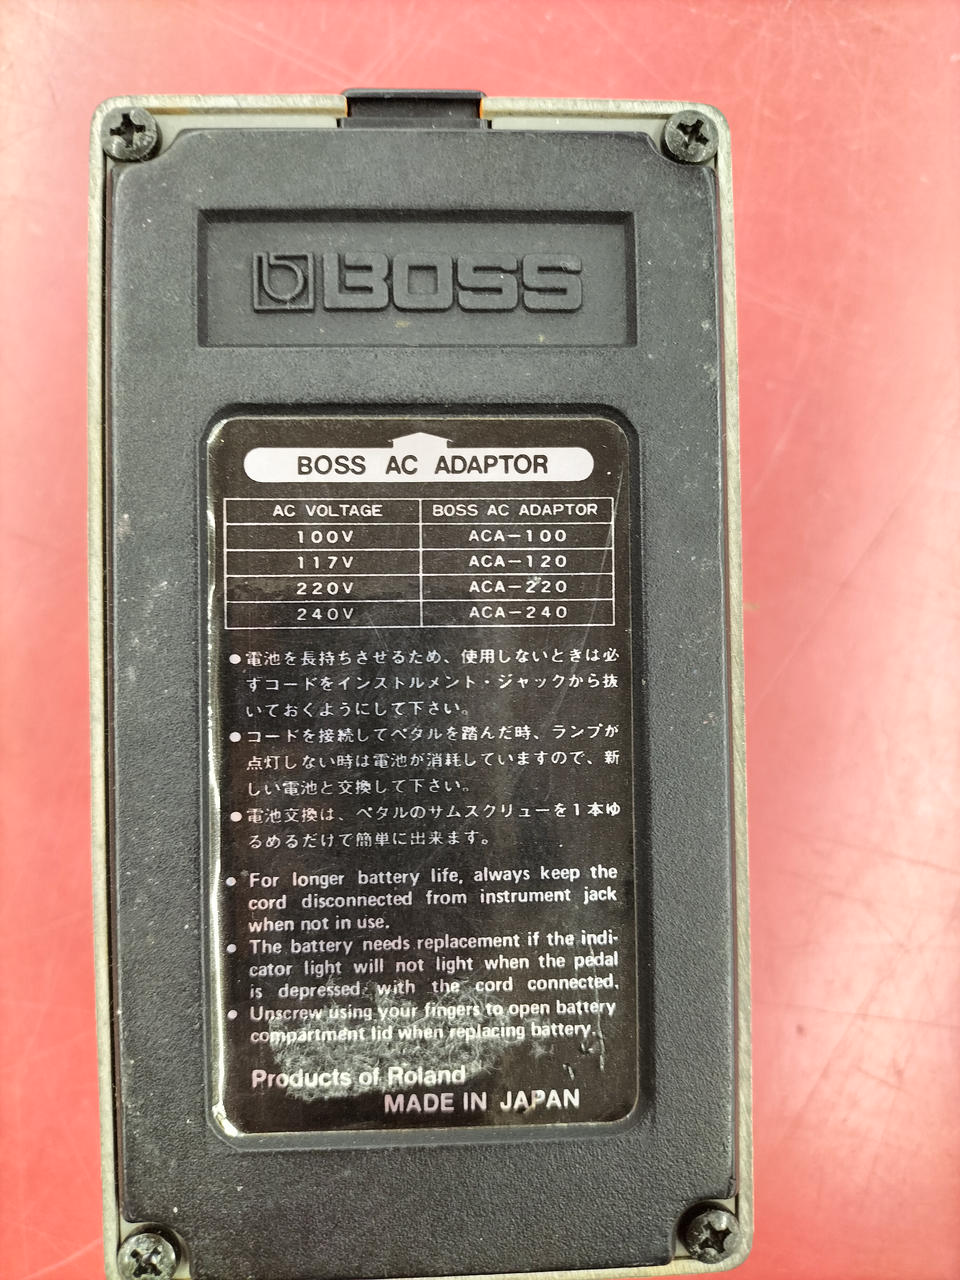 BOSS
BOSS AC ADAPTOR
AC VOLTAGE BOSS AC ADAPTOR
100V ACA-100
117V ACA-120
220V ACA-220
240V ACA-240
●電池を長持ちさせるため、使用しないときは必
ずコードをインストルメント・ジャックから抜
いておくようにして下さい。
●コードを接続してペタルを踏んだ時、ランプが
点灯しない時は電池が消耗していますので、新
しい電池と交換して下さい。
●電池交換は、ペタルのサムスクリューを1本ゆ
るめるだけで簡単に出来ます。
● For longer battery life, always keep the
cord disconnected from instrument jack
when not in use.
● The battery needs replacement if the indi-
cator light will not light when the pedal
is depressed with the cord connected.
● Unscrew using your fingers to open battery
compartment lid when replacing battery.
Products of Roland
MADE IN JAPAN